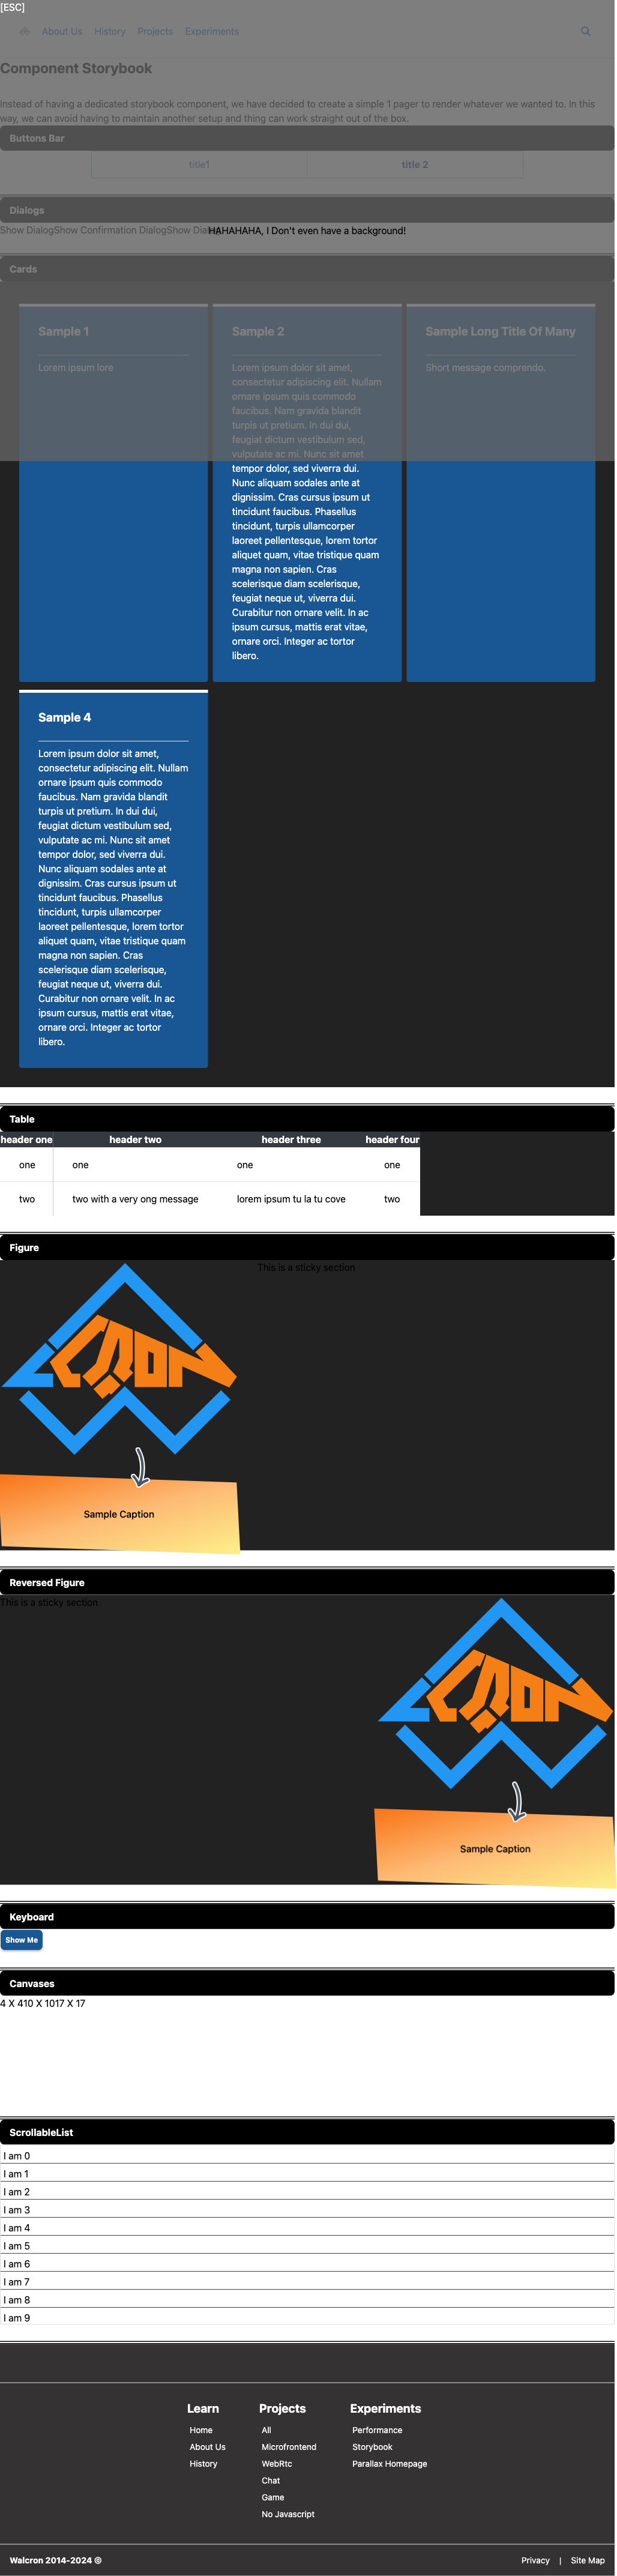 [ESC]
About Us History Projects Experiments
Component Storybook
Instead of having a dedicated storybook component, we have decided to create a simple 1 pager to render whatever we wanted to. In this
way, we can avoid having to maintain another setup and thing can work straight out of the box.
Buttons Bar
title1 title 2
Dialogs
Show DialogShow Confirmation DialogShow Dialog
HAHAHAHA, I Don't even have a background!
Cards
Sample 1
Lorem ipsum lore
Sample 2
Lorem ipsum dolor sit amet,
consectetur adipiscing elit. Nullam
ornare ipsum quis commodo
faucibus. Nam gravida blandit
turpis ut pretium. In dui dui,
feugiat dictum vestibulum sed,
vulputate ac mi. Nunc sit amet
tempor dolor, sed viverra dui.
Nunc aliquam sodales ante at
dignissim. Cras cursus ipsum ut
tincidunt faucibus. Phasellus
tincidunt, turpis ullamcorper
laoreet pellentesque, lorem tortor
aliquet quam, vitae tristique quam
magna non sapien. Cras
scelerisque diam scelerisque,
feugiat neque ut, viverra dui.
Curabitur non ornare velit. In ac
ipsum cursus, mattis erat vitae,
ornare orci. Integer ac tortor
libero.
Sample Long Title Of Many
Short message comprendo.
Sample 4
Lorem ipsum dolor sit amet,
consectetur adipiscing elit. Nullam
ornare ipsum quis commodo
faucibus. Nam gravida blandit
turpis ut pretium. In dui dui,
feugiat dictum vestibulum sed,
vulputate ac mi. Nunc sit amet
tempor dolor, sed viverra dui.
Nunc aliquam sodales ante at
dignissim. Cras cursus ipsum ut
tincidunt faucibus. Phasellus
tincidunt, turpis ullamcorper
laoreet pellentesque, lorem tortor
aliquet quam, vitae tristique quam
magna non sapien. Cras
scelerisque diam scelerisque,
feugiat neque ut, viverra dui.
Curabitur non ornare velit. In ac
ipsum cursus, mattis erat vitae,
ornare orci. Integer ac tortor
libero.
Table
header one header two header three header four
one one one one
two two with a very ong message lorem ipsum tu la tu cove two
Figure
This is a sticky section
CRON
Sample Caption
Reversed Figure
This is a sticky section
CRON
Sample Caption
Keyboard
Show Me
Canvases
4 X 410 X 1017 X 17
ScrollableList
I am 0
I am 1
I am 2
I am 3
I am 4
I am 5
I am 6
I am 7
I am 8
I am 9
Learn
Home
About Us
History
Projects
All
Microfrontend
WebRtc
Chat
Game
No Javascript
Experiments
Performance
Storybook
Parallax Homepage
Walcron 2014-2024 ©
Privacy | Site Map